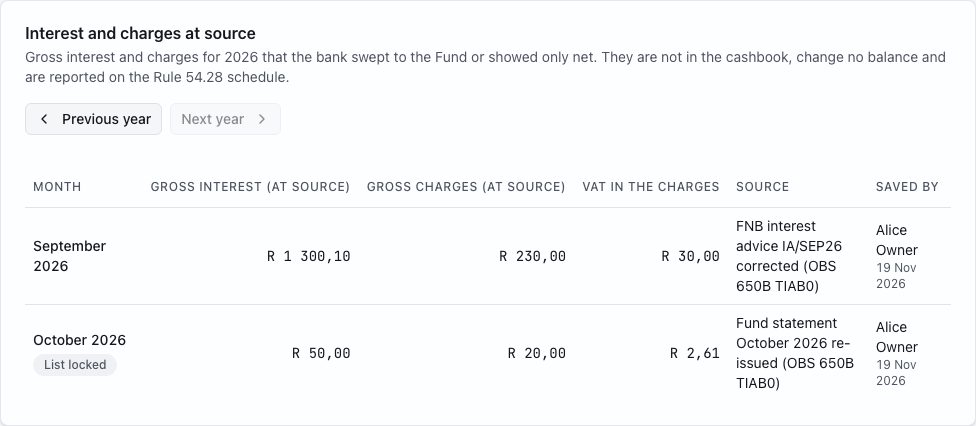 Interest and charges at source
Gross interest and charges for 2026 that the bank swept to the Fund or showed only net. They are not in the cashbook, change no balance and
are reported on the Rule 54.28 schedule.
Previous year
Next year
MONTH GROSS INTEREST (AT SOURCE) GROSS CHARGES (AT SOURCE) VAT IN THE CHARGES SOURCE SAVED BY
September
2026
R 1 300,10
R 230,00
R 30,00
FNB interest
advice IA/SEP26
corrected (OBS
650B TIAB0)
Alice
Owner
19 Nov
2026
October 2026
List locked
R 50,00
R 20,00
R 2,61
Fund statement
October 2026 re-
issued (OBS 650B
TIAB0)
Alice
Owner
19 Nov
2026